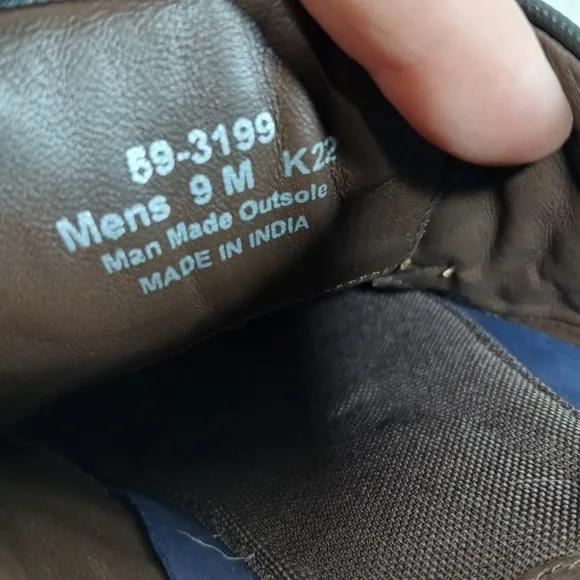 59-3199
Mens 9 M K22
Man Made Outsole
MADE IN INDIA